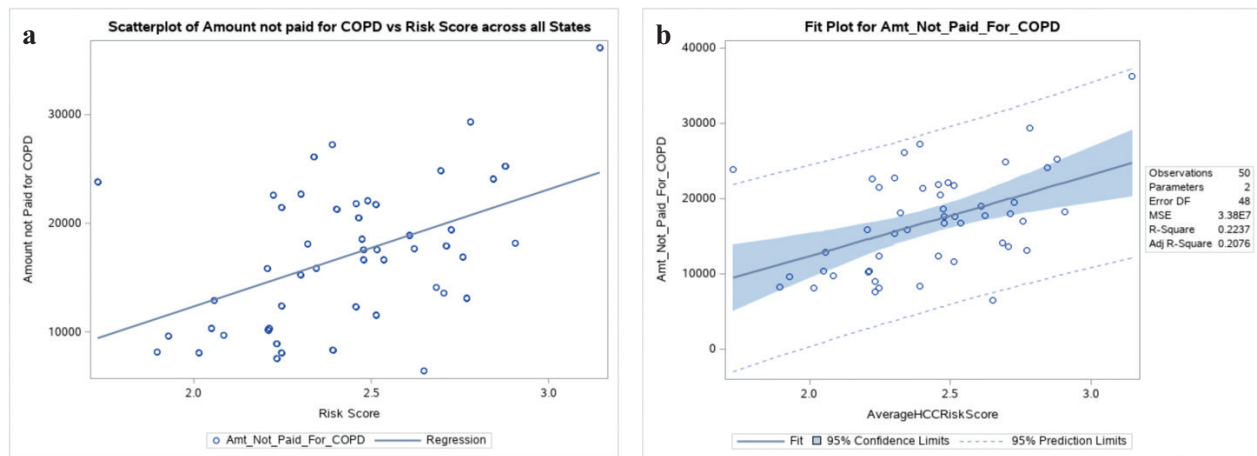 a
Scatterplot of Amount not paid for COPD vs Risk Score across all States
Amount not Paid for COPD
30000
20000
10000
2.0 2.5 3.0
Risk Score
Amt_Not_Paid_For_COPD Regression
b
Fit Plot for Amt_Not_Paid_For_COPD
Amt_Not_Paid_For_COPD
40000
30000
20000
10000
0
2.0 2.5 3.0
AverageHCCRiskScore
Fit 95% Confidence Limits 95% Prediction Limits
Observations 50
Parameters 2
Error DF 48
MSE 3.38E7
R-Square 0.2237
Adj R-Square 0.2076